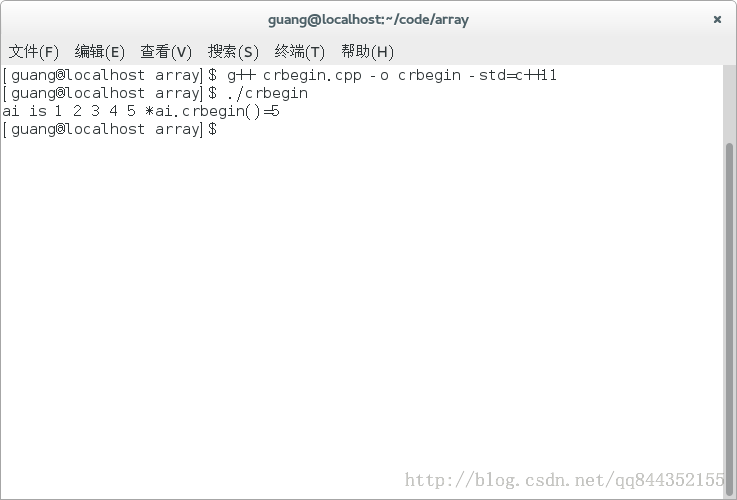 guang@localhost:~/code/array
文件(F) 编辑(E) 查看(V) 搜索(S) 终端(T) 帮助(H)
[guang@localhost array]$ g++ crbegin.cpp -o crbegin -std=c++11
[guang@localhost array]$ ./crbegin
ai is 1 2 3 4 5 *ai.crbegin()=5
[guang@localhost array]$
http://blog.csdn.net/qq844352155